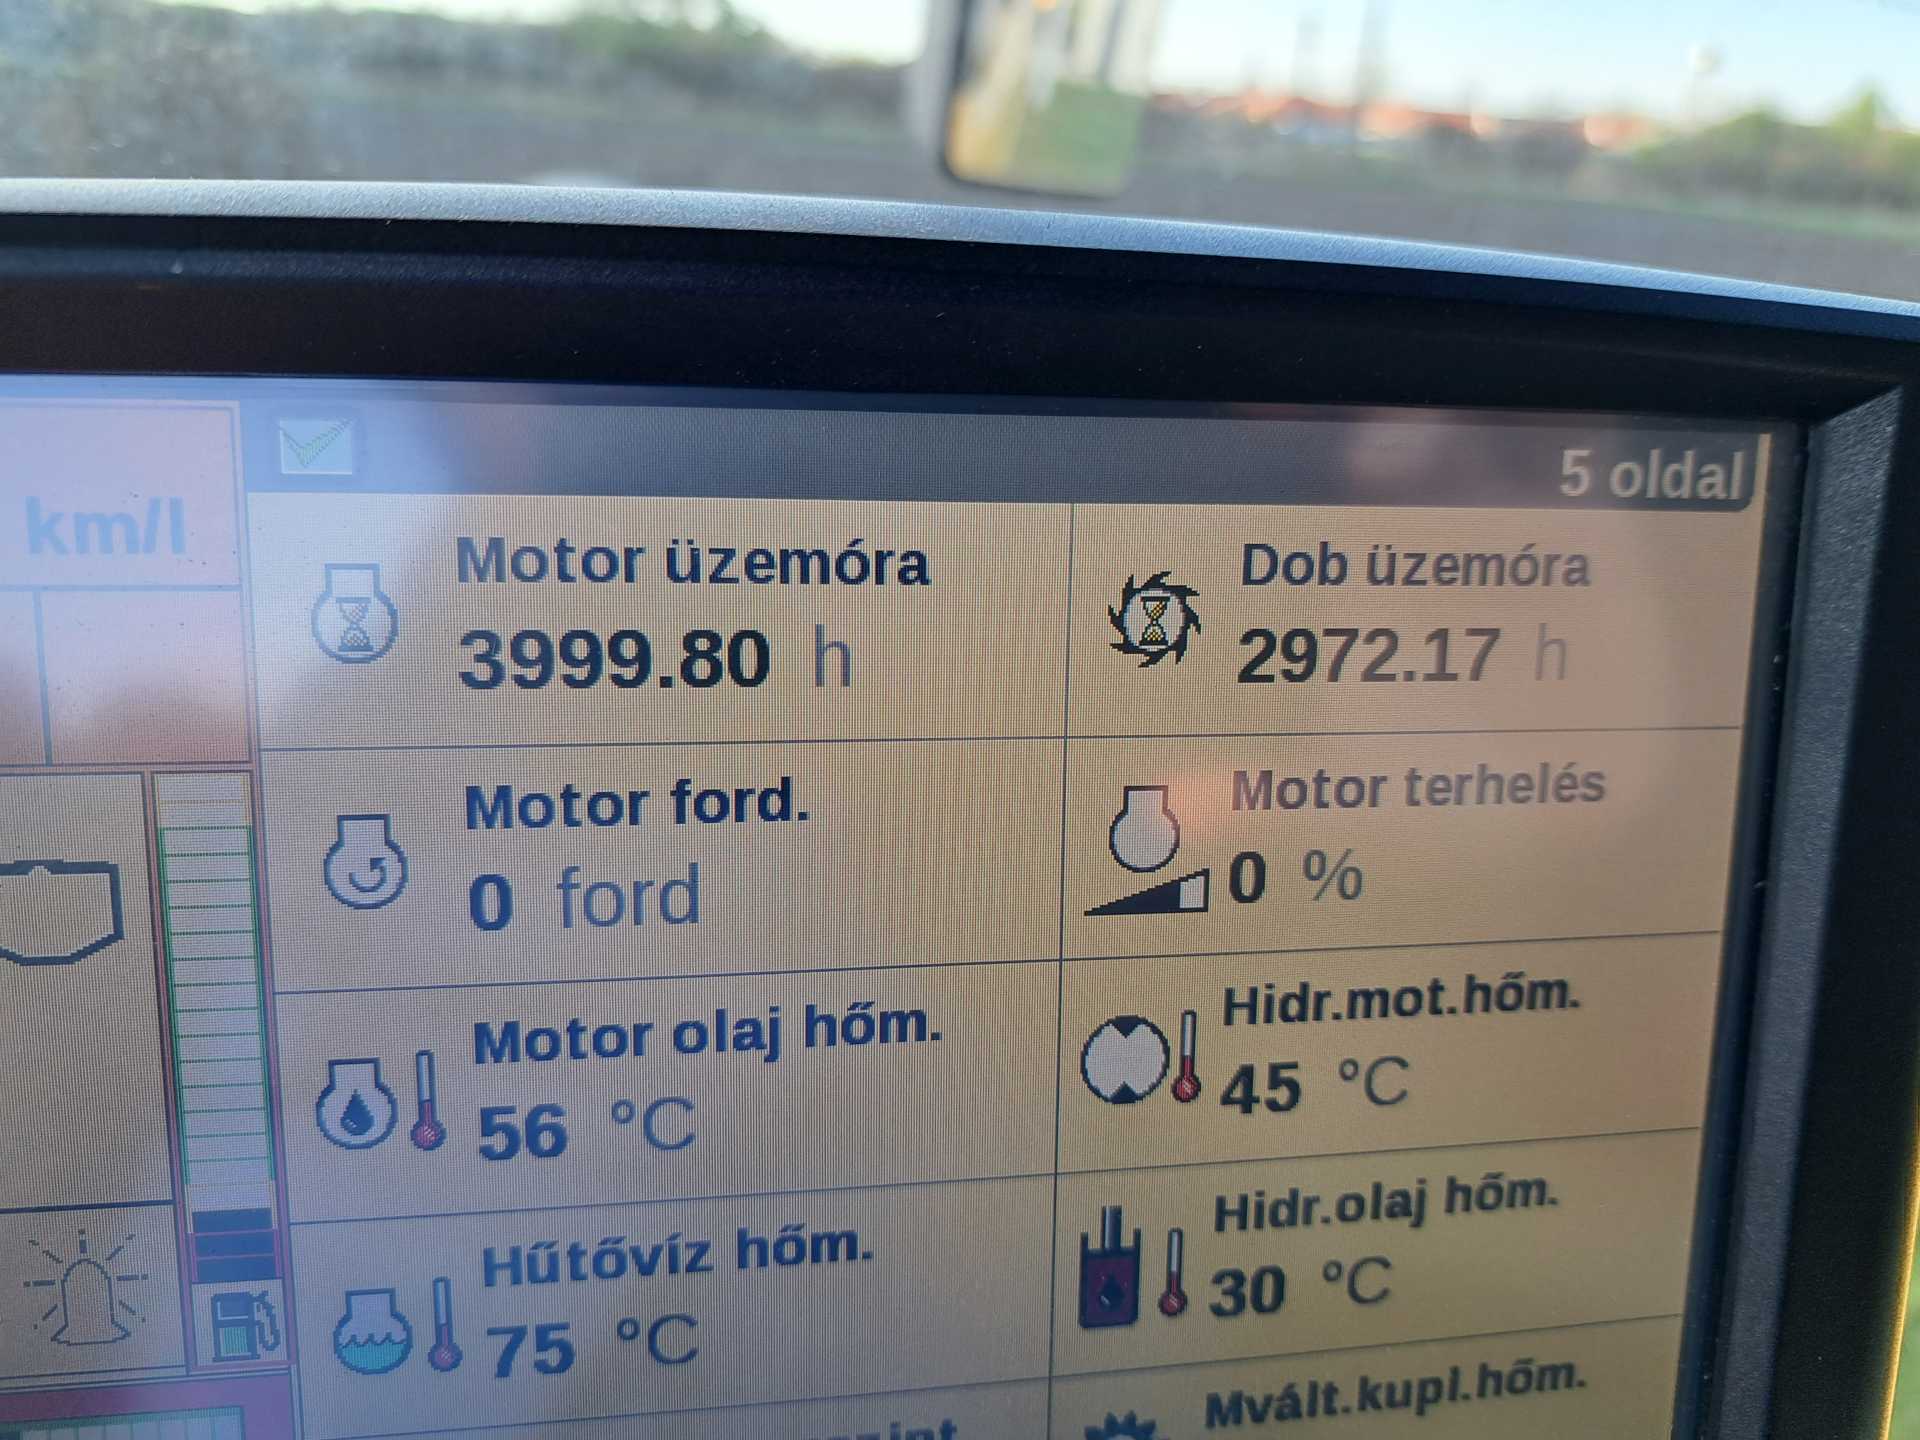 5 oldal
km/l
Motor üzemóra
3999.80 h
Dob üzemóra
2972.17 h
Motor ford.
0 ford
Motor terhelés
0 %
Motor olaj hőm.
56 °C
Hidr.mot.hőm.
45 °C
Hűtővíz hőm.
75 °C
Hidr.olaj hőm.
30 °C
Mvált.kupl.hőm.